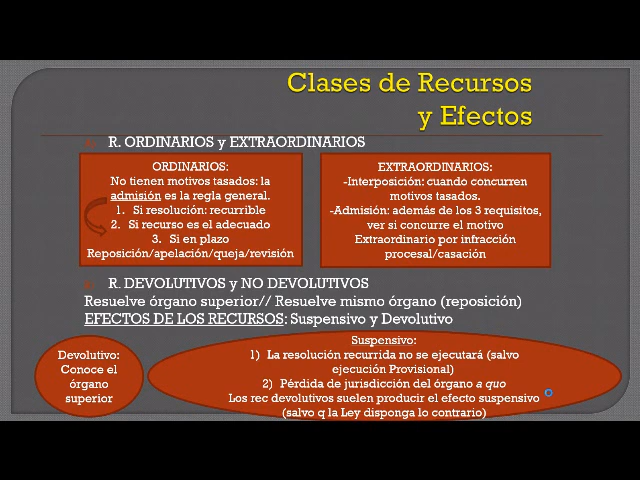 Clases de Recursos
y Efectos
R. ORDINARIOS y EXTRAORDINARIOS
ORDINARIOS:
No tienen motivos tasados: la
admisión es la regla general.
1. Si resolución: recurrible
2. Si recurso es el adecuado
3. Si en plazo
Reposición/apelación/queja/revisión
EXTRAORDINARIOS:
-Interposición: cuando concurren
motivos tasados.
-Admisión: además de los 3 requisitos,
ver si concurre el motivo
Extraordinario por infracción
procesal/casación
R. DEVOLUTIVOS y NO DEVOLUTIVOS
Resuelve órgano superior// Resuelve mismo órgano (reposición)
EFECTOS DE LOS RECURSOS: Suspensivo y Devolutivo
Devolutivo:
Conoce el
órgano
superior
Suspensivo:
1) La resolución recurrida no se ejecutará (salvo
ejecución Provisional)
2) Pérdida de jurisdicción del órgano a quo
Los rec devolutivos suelen producir el efecto suspensivo
(salvo q la Ley disponga lo contrario)